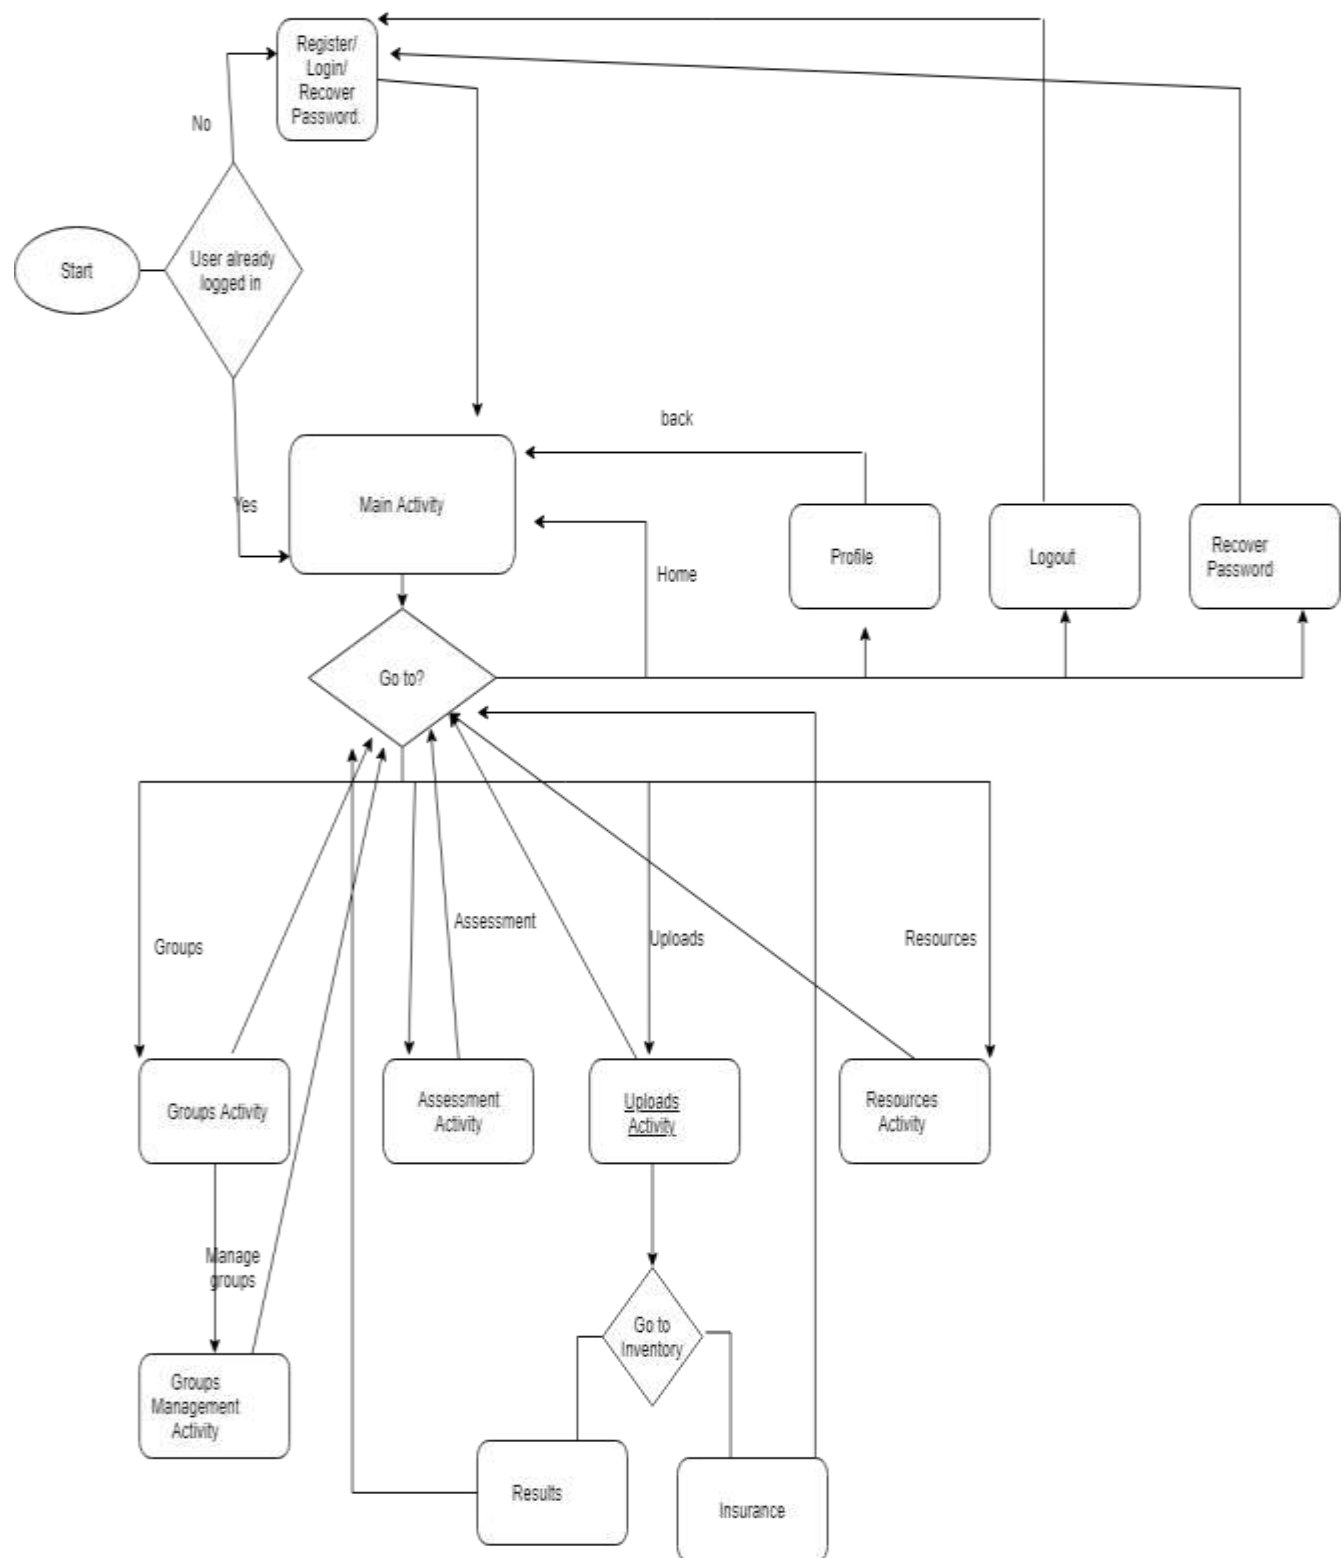 Register/
Login/
Recover
Password.
No
User already
logged in
Start
back
Yes
Main Activity
Profile
Logout
Recover
Password
Home
Go to?
Assessment
Groups
Uploads
Resources
Groups Activity
Assessment
Activity
Uploads
Activity
Resources
Activity
Manage
groups
Go to
Inventory
Groups
Management
Activity
Results
Insurance